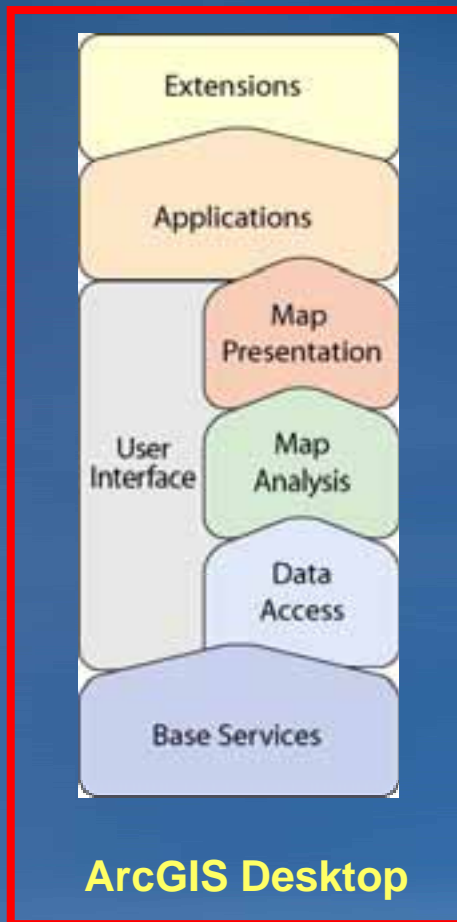 Extensions
Applications
Map
Presentation
User
Interface
Map
Analysis
Data
Access
Base Services
ArcGIS Desktop